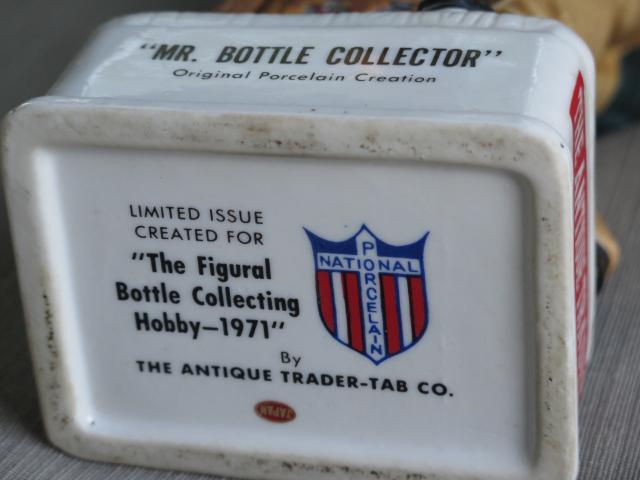 "MR. BOTTLE COLLECTOR"
Original Porcelain Creation
LIMITED ISSUE
CREATED FOR
"The Figural
Bottle Collecting
Hobby—1971"
NATIONAL
PORCELAIN
By
THE ANTIQUE TRADER-TAB CO.
JAPAN